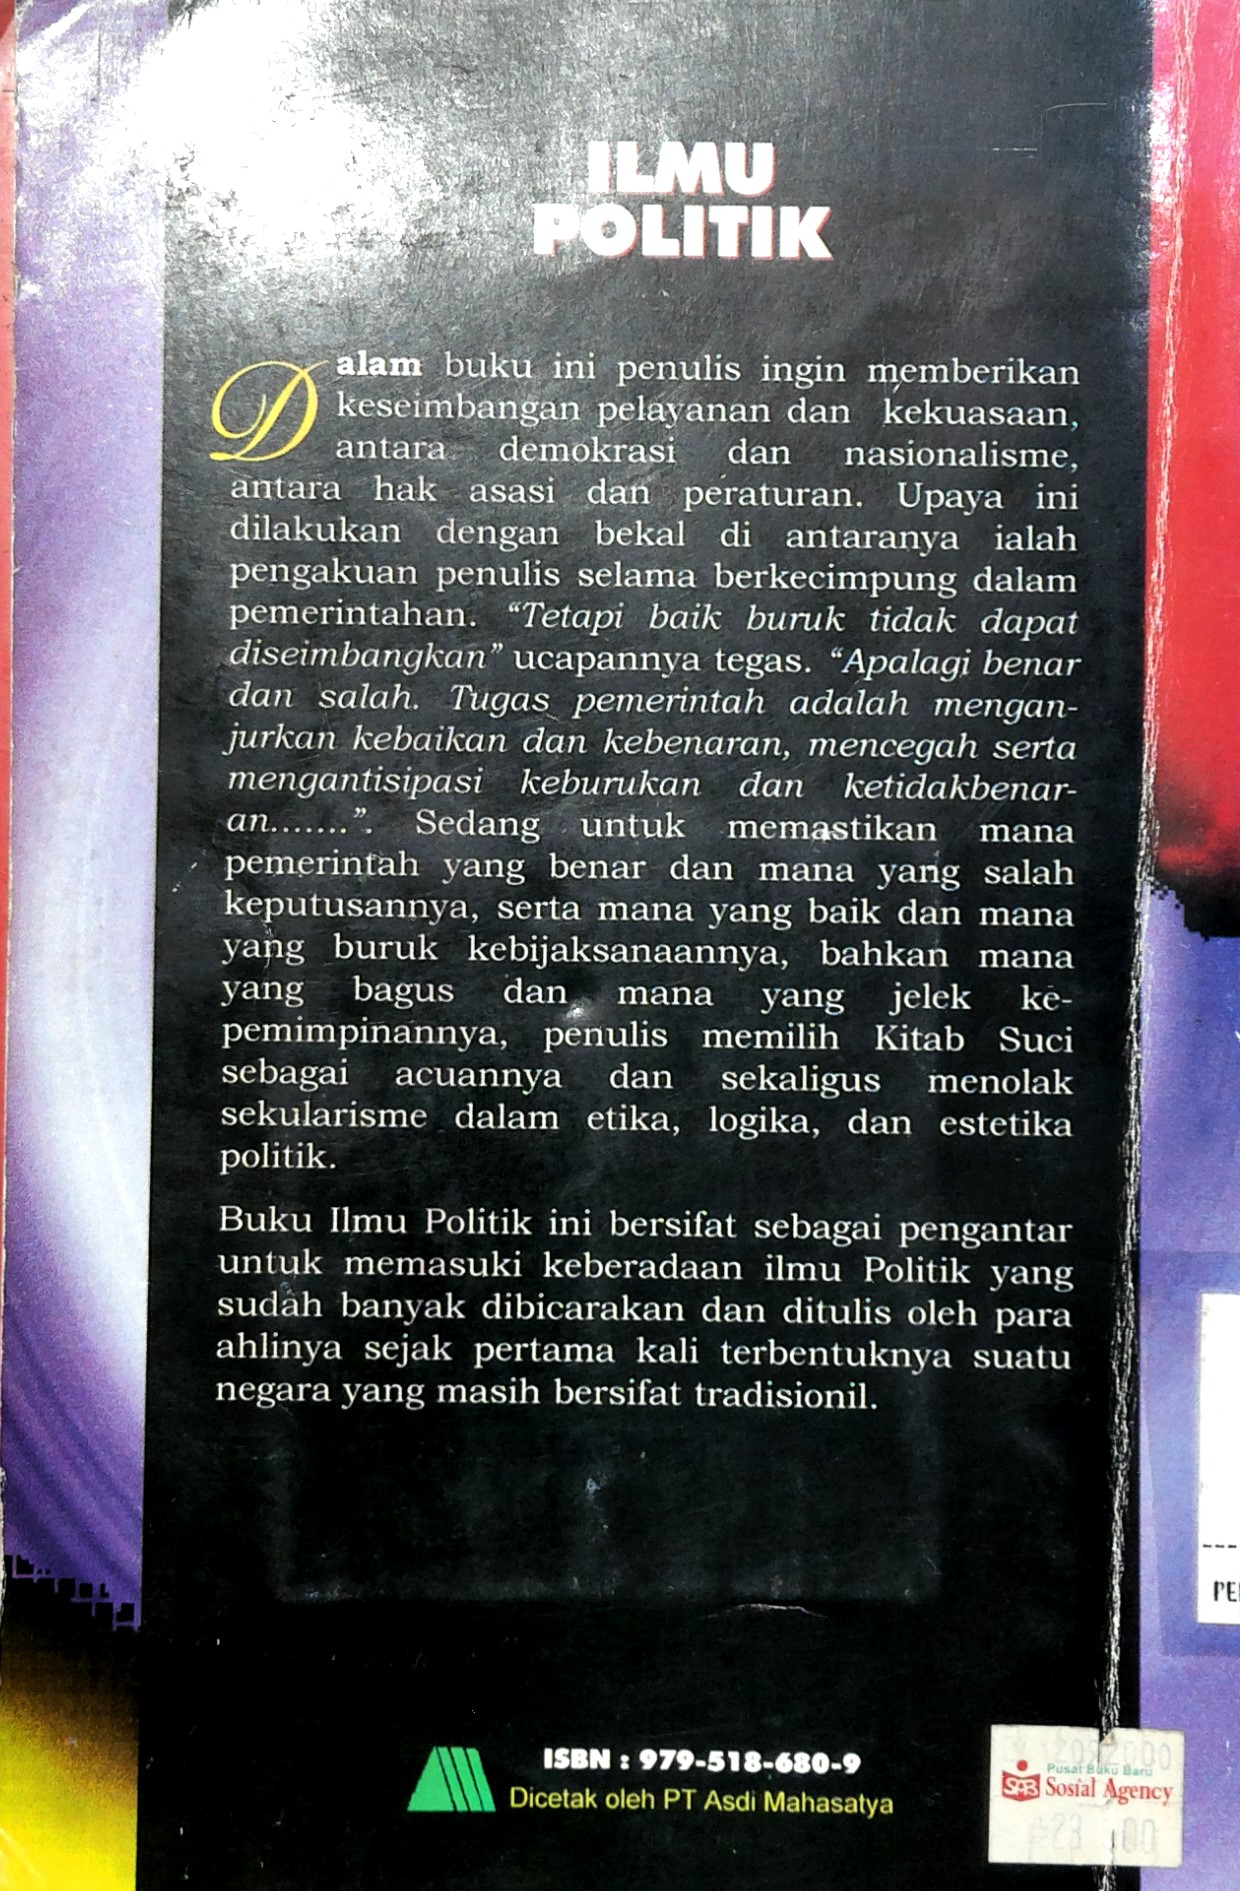 ILMU
POLITIK
Dalam buku ini penulis ingin memberikan
keseimbangan pelayanan dan kekuasaan,
antara demokrasi dan nasionalisme,
antara hak asasi dan peraturan. Upaya ini
dilakukan dengan bekal di antaranya ialah
pengakuan penulis selama berkecimpung dalam
pemerintahan. “Tetapi baik buruk tidak dapat
diseimbangkan” ucapannya tegas. “Apalagi benar
dan salah. Tugas pemerintah adalah mengan-
jurkan kebaikan dan kebenaran, mencegah serta
mengantisipasi keburukan dan ketidakbenar-
an.......”. Sedang untuk memastikan mana
pemerintah yang benar dan mana yang salah
keputusannya, serta mana yang baik dan mana
yang buruk kebijaksanaannya, bahkan mana
yang bagus dan mana yang jelek ke-
pemimpinannya, penulis memilih Kitab Suci
sebagai acuannya dan sekaligus menolak
sekularisme dalam etika, logika, dan estetika
politik.
Buku Ilmu Politik ini bersifat sebagai pengantar
untuk memasuki keberadaan ilmu Politik yang
sudah banyak dibicarakan dan ditulis oleh para
ahlinya sejak pertama kali terbentuknya suatu
negara yang masih bersifat tradisionil.
ISBN : 979-518-680-9
Dicetak oleh PT Asdi Mahasatya
Pusat Buku Baru
SAB Sosial Agency